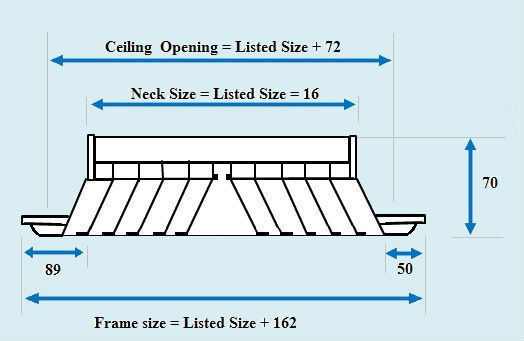 Ceiling Opening = Listed Size + 72
Neck Size = Listed Size = 16
70
89
50
Frame size = Listed Size + 162